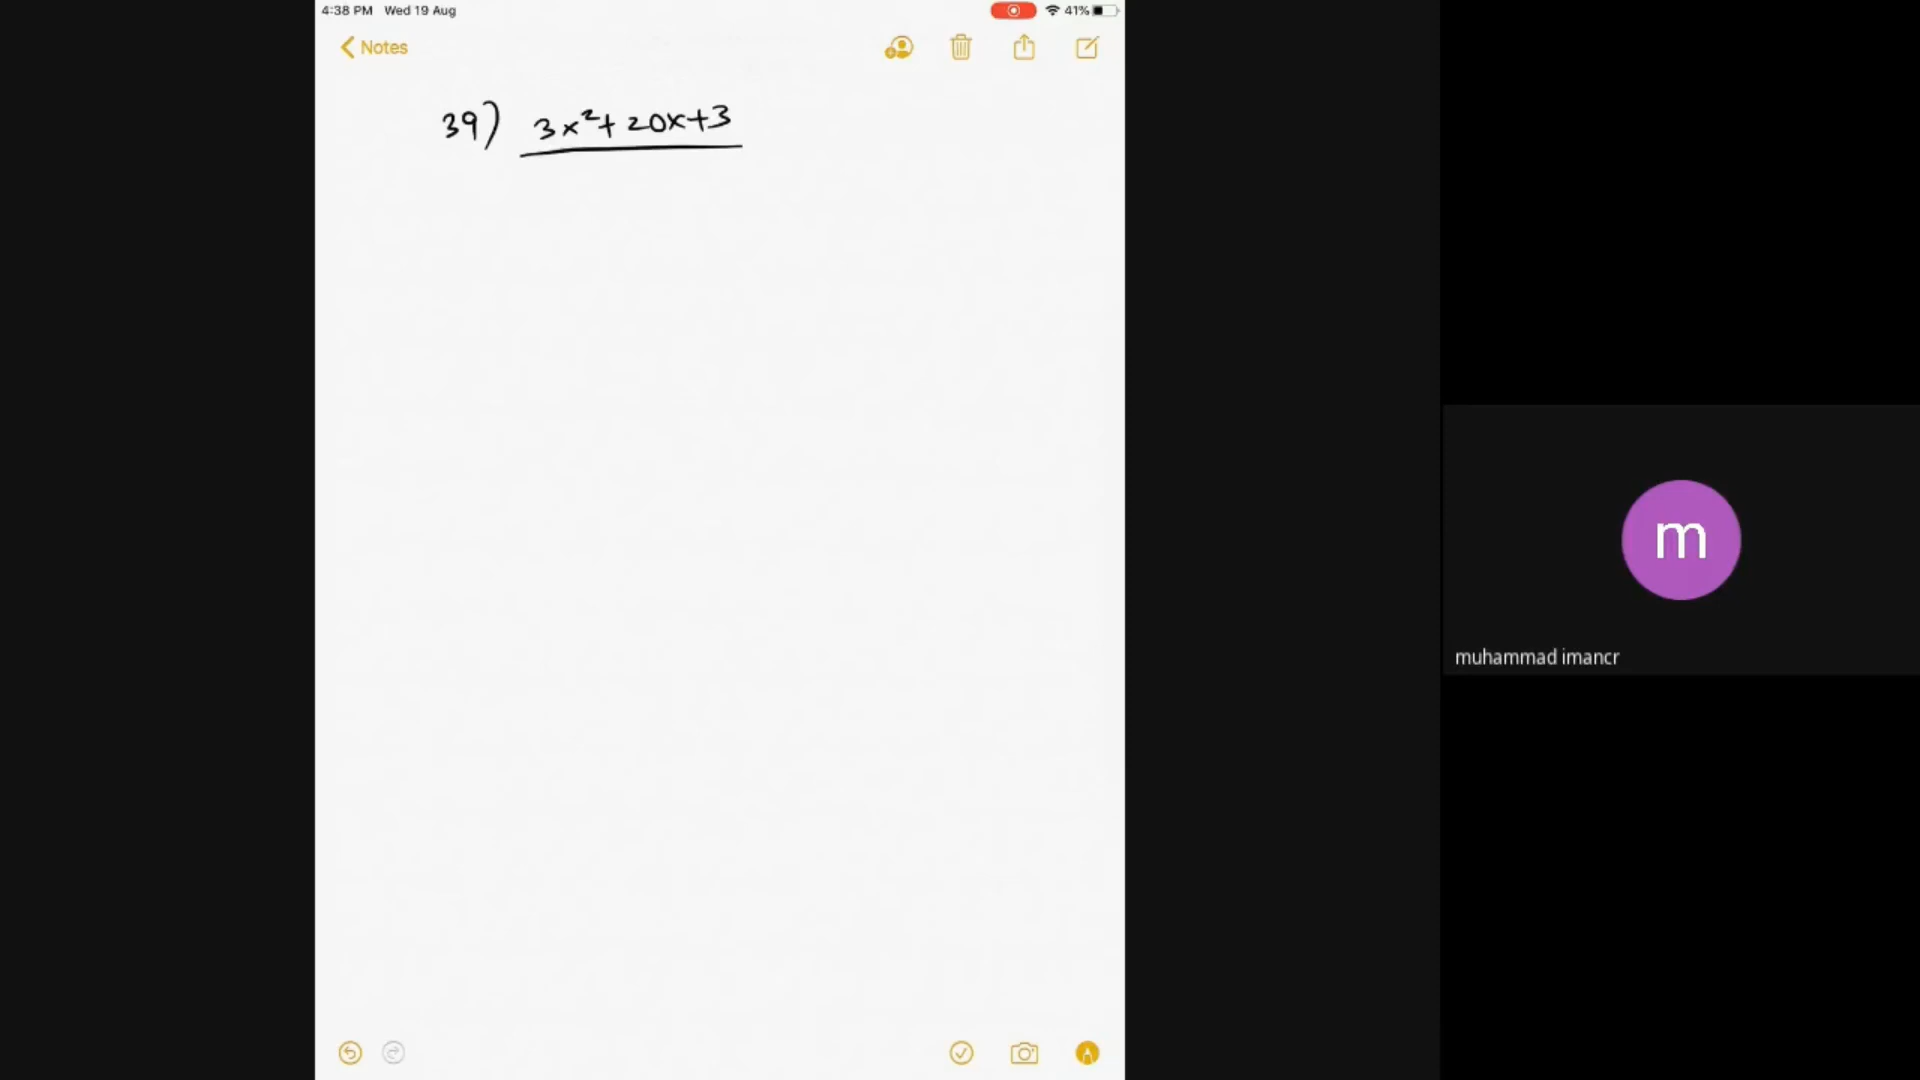 4:38 PM Wed 19 Aug
41%
Notes
39) 3x²+ 20x+3
m
muhammad imancr